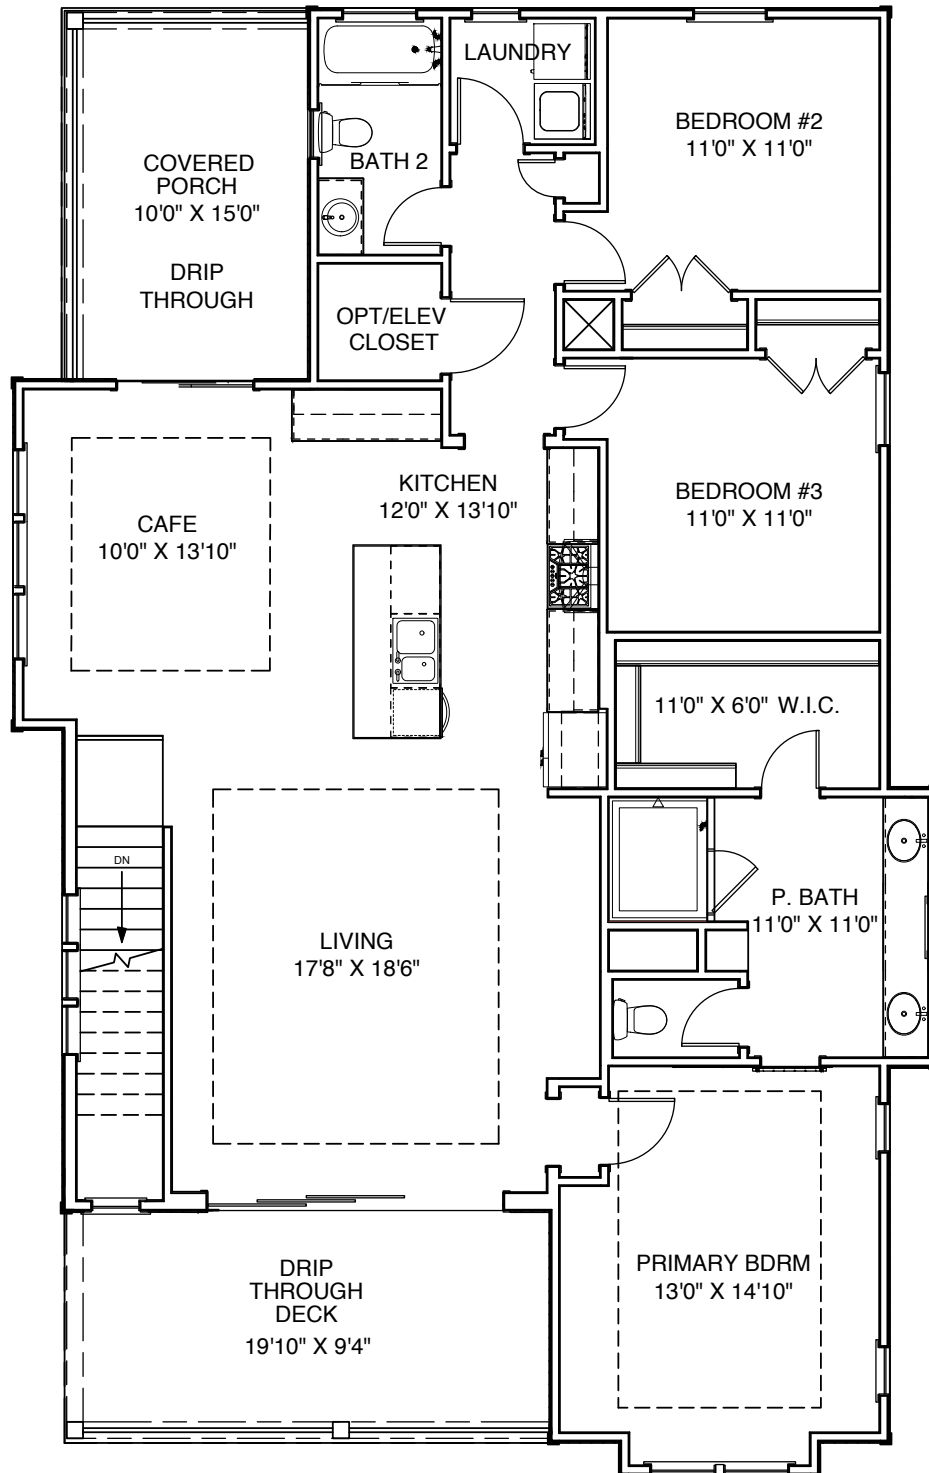 LAUNDRY
BEDROOM #2
11'0" X 11'0"
COVERED
PORCH
10'0" X 15'0"
DRIP
THROUGH
BATH 2
OPT/ELEV
CLOSET
KITCHEN
12'0" X 13'10"
CAFE
10'0" X 13'10"
BEDROOM #3
11'0" X 11'0"
11'0" X 6'0" W.I.C.
DN
P. BATH
11'0" X 11'0"
LIVING
17'8" X 18'6"
PRIMARY BDRM
13'0" X 14'10"
DRIP
THROUGH
DECK
19'10" X 9'4"